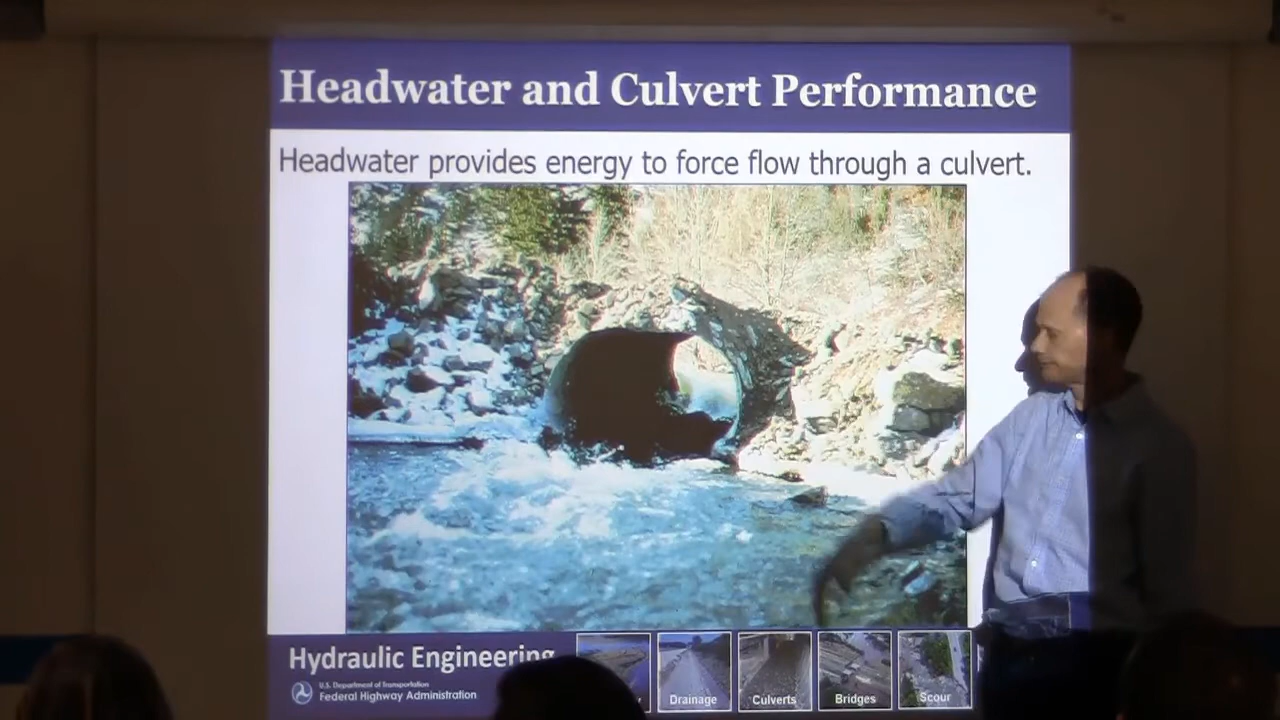 Headwater and Culvert Performance
Headwater provides energy to force flow through a culvert.
Hydraulic Engineering
U.S. Department of Transportation
Federal Highway Administration
Drainage
Culverts
Bridges
Scour